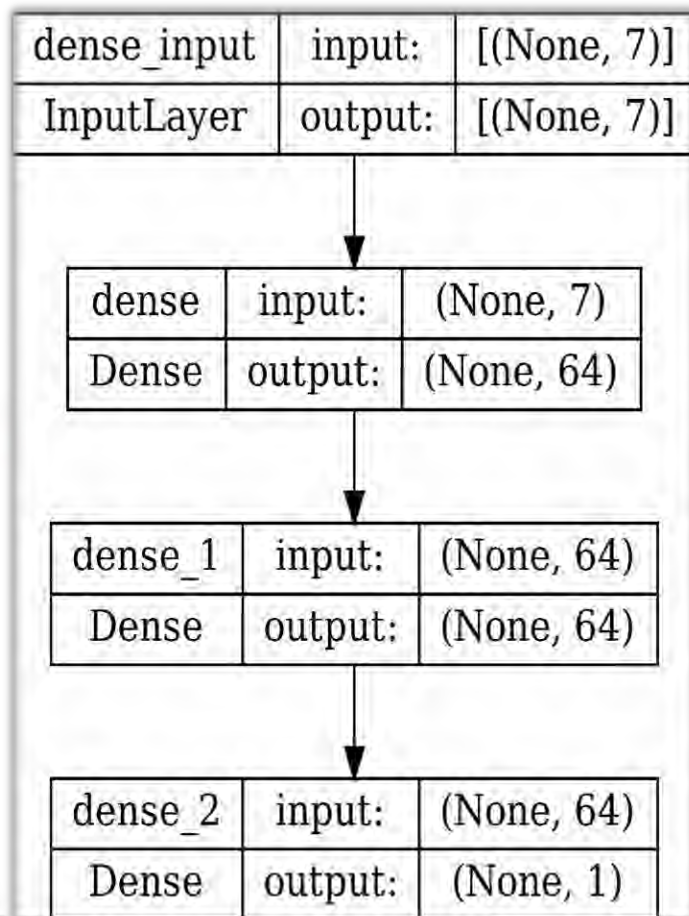 dense_input input: [(None, 7)]
InputLayer output: [(None, 7)]
dense input: (None, 7)
Dense output: (None, 64)
dense_1 input: (None, 64)
Dense output: (None, 64)
dense_2 input: (None, 64)
Dense output: (None, 1)